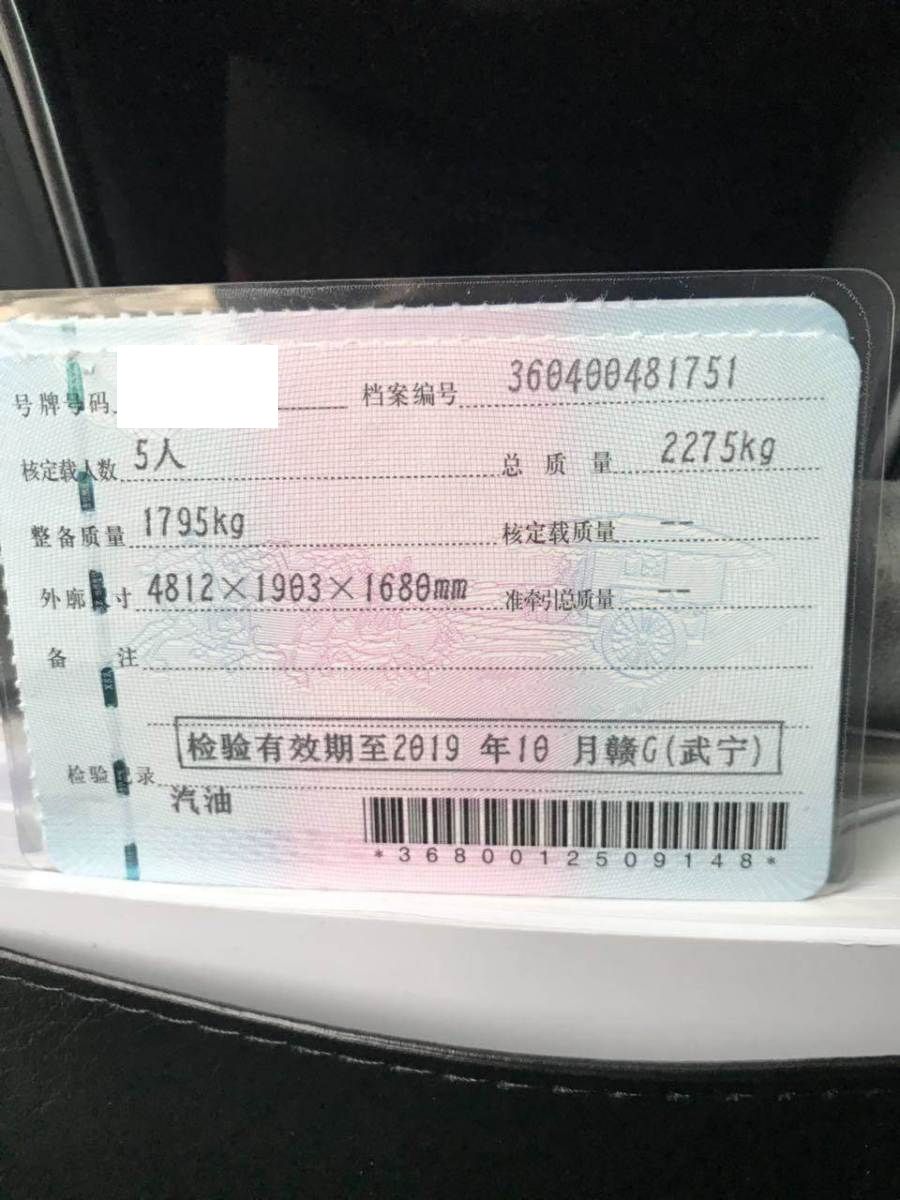 号牌号码 档案编号 360400481751
核定载人数 5人 总质量 2275kg
整备质量 1795kg 核定载质量 --
外廓尺寸 4812×1903×1680mm 准牵引总质量 --
备注
检验记录 检验有效期至2019 年10 月赣G(武宁)
汽油
*3680012509148*